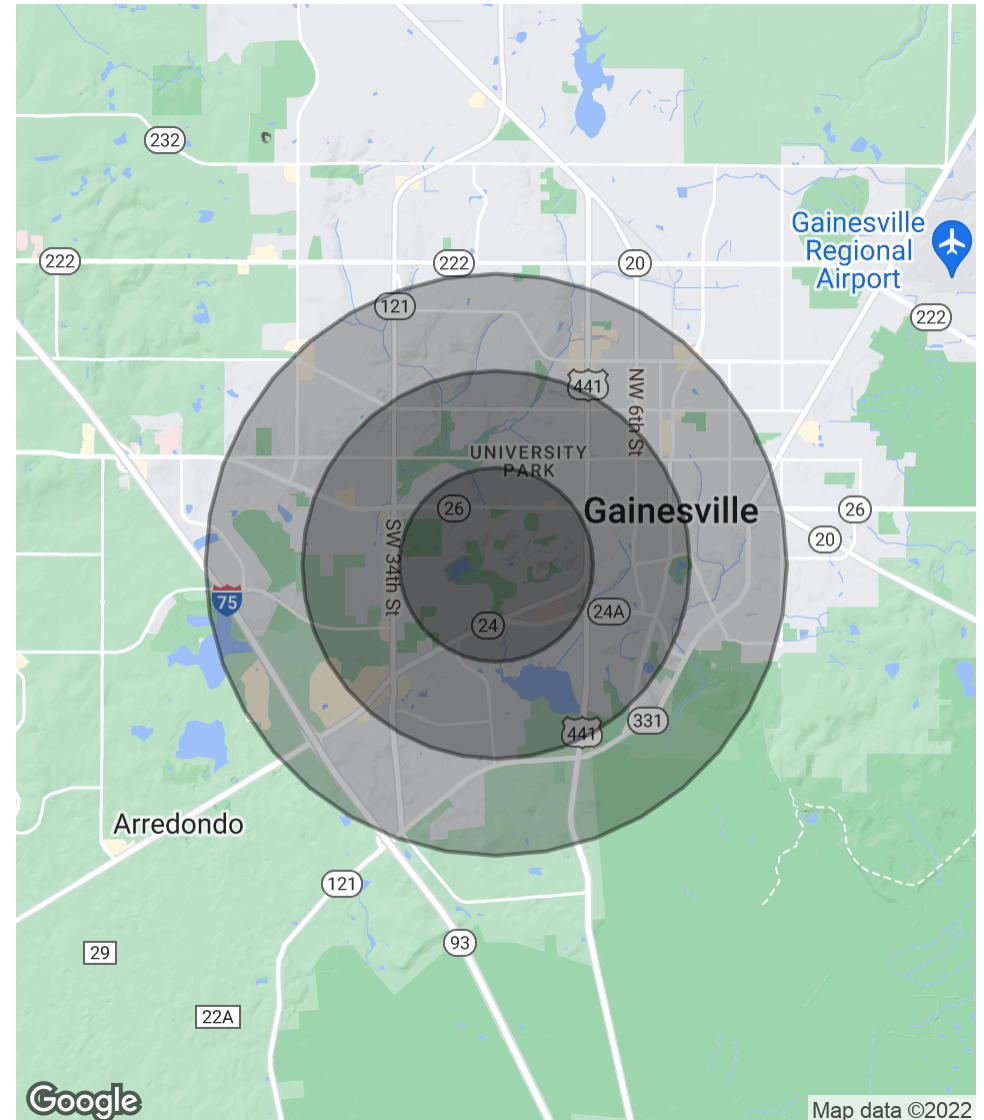 232
Gainesville
Regional
Airport
222
222
20
121
222
441
NW 6th St
UNIVERSITY
PARK
26
Gainesville
26
SW 34th St
20
75
24
24A
331
441
Arredondo
121
93
29
22A
Google
Map data ©2022